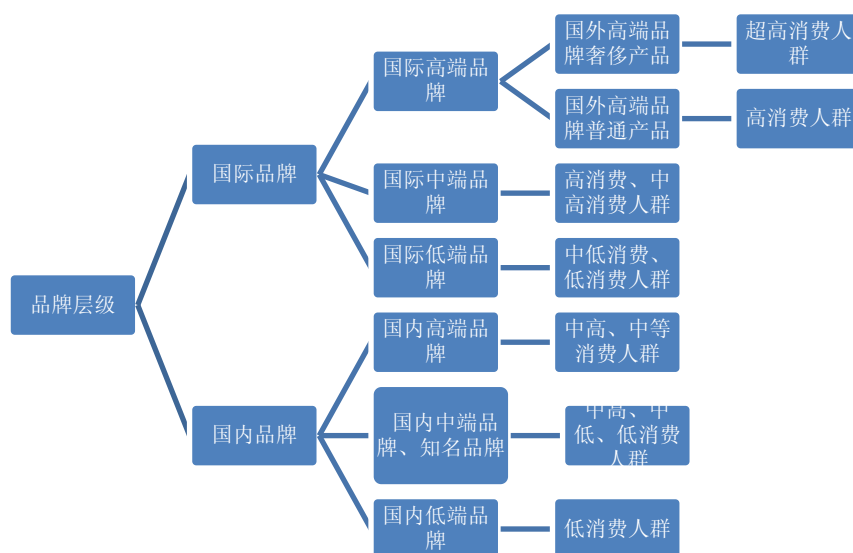 品牌层级
国际品牌
国际高端品
牌
国外高端品
牌奢侈产品
超高消费人
群
国外高端品
牌普通产品
高消费人群
国际中端品
牌
高消费、中
高消费人群
国际低端品
牌
中低消费、
低消费人群
国内品牌
国内高端品
牌
中高、中等
消费人群
国内中端品
牌、知名品牌
中高、中
低、低消费
人群
国内低端品
牌
低消费人群